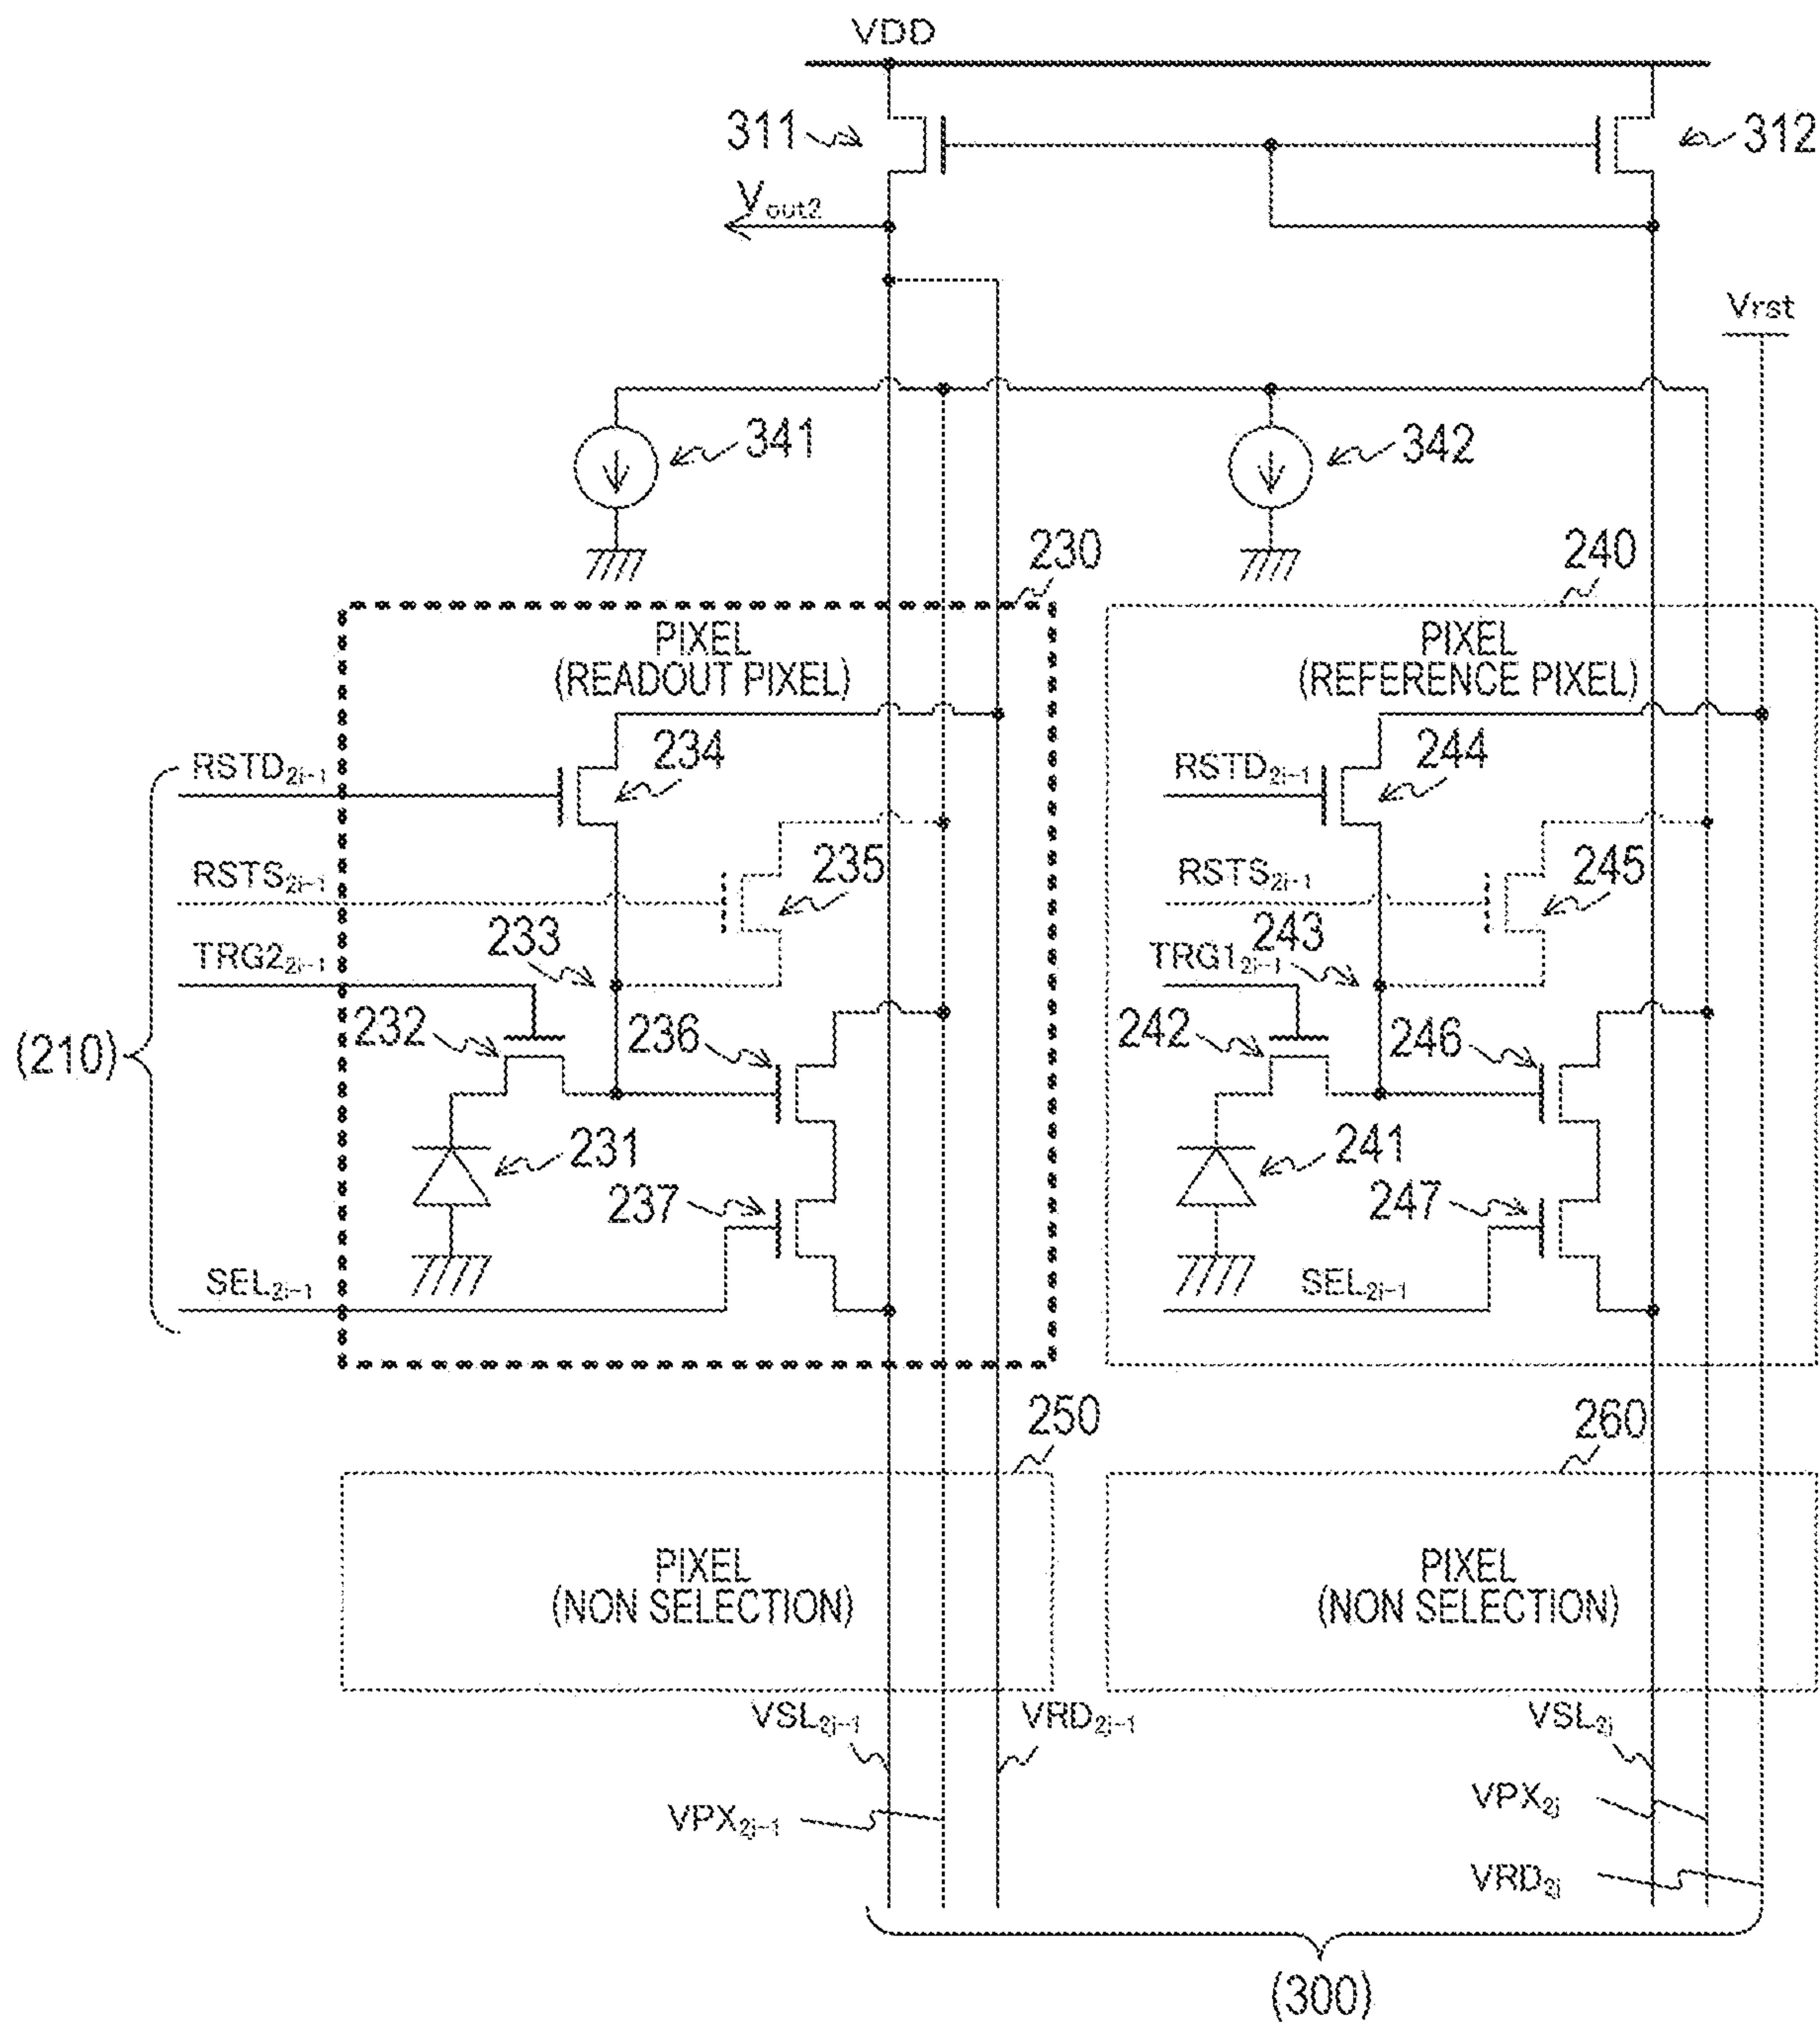 VDD
311
312
Vout2
Vrst
341
342
230
240
PIXEL
(READOUT PIXEL)
PIXEL
(REFERENCE PIXEL)
RSTD2i-1
234
RSTD2i-1
244
RSTS2i-1
235
RSTS2i-1
245
233
243
TRG22i-1
TRG12i-1
232
236
242
246
(210)
231
241
237
247
SEL2i-1
SEL2i-1
250
260
PIXEL
(NON SELECTION)
PIXEL
(NON SELECTION)
VSL2j-1
VRD2j-1
VSL2j
VPX2j-1
VPX2j
VRD2j
(300)